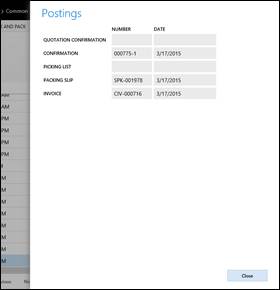 Common
Postings
E AND PACK
NUMBER DATE
QUOTATION CONFIRMATION
CONFIRMATION 000775-1 3/17/2015
PICKING LIST
PACKING SLIP SPK-001978 3/17/2015
INVOICE CIV-000716 3/17/2015
AM
AM
PM
PM
PM
PM
M
M
M
M
M
M
M
Close